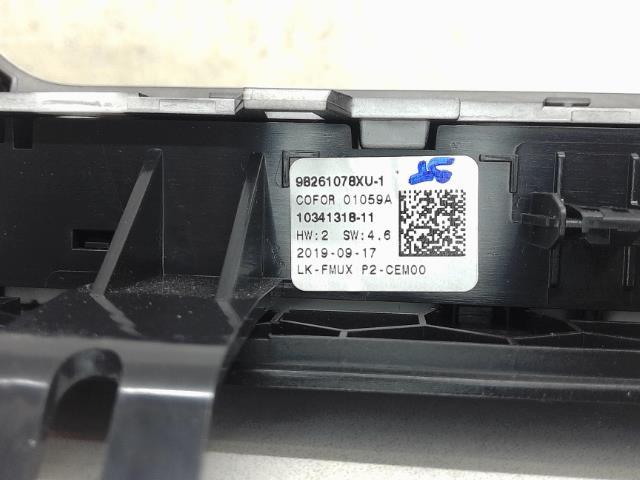 98261078XU-1
COFOR 01059A
10341318-11
HW:2 SW:4.6
2019-09-17
LK-FMUX P2-CEM00